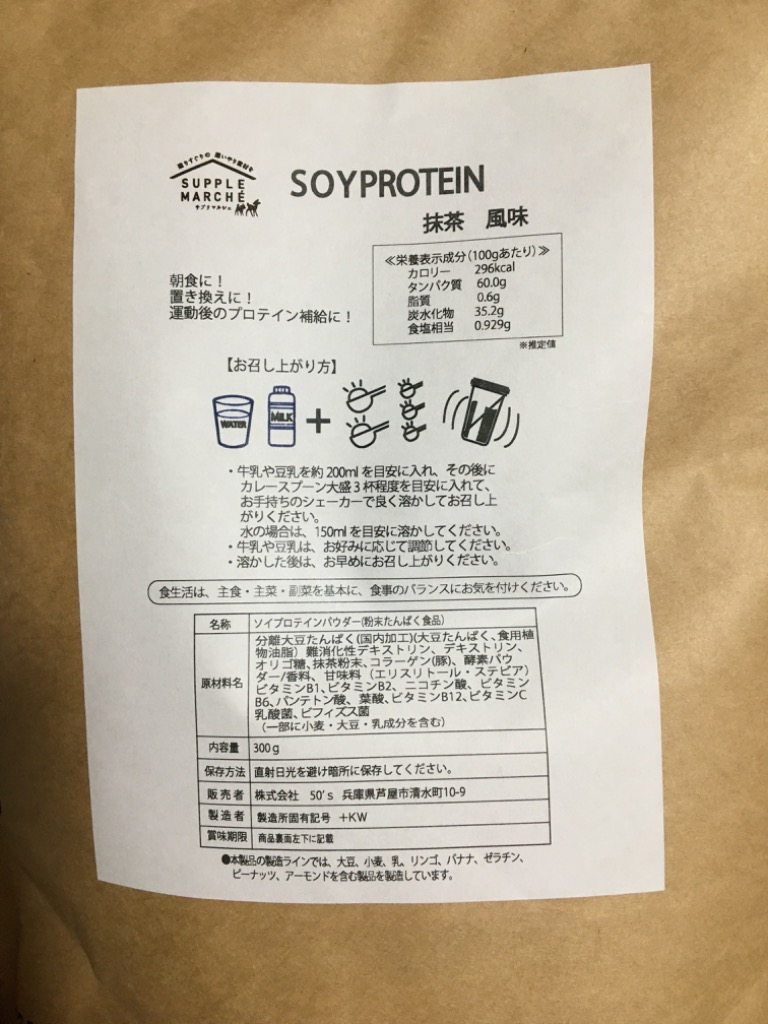 選りすぐりの 想いやり素材を
SUPPLE
MARCHÉ
サプリマルシェ
SOYPROTEIN
抹茶 風味
≪栄養表示成分(100gあたり)≫
カロリー 296kcal
タンパク質 60.0g
脂質 0.6g
炭水化物 35.2g
食塩相当 0.929g
※推定値
朝食に!
置き換えに!
運動後のプロテイン補給に!
【お召し上がり方】
WATER
MILK
+
・牛乳や豆乳を約200mlを目安に入れ、その後に
カレースプーン大盛3杯程度を目安に入れて、
お手持ちのシェーカーで良く溶かしてお召し上
がりください。
水の場合は、150mlを目安に溶かしてください。
・牛乳や豆乳は、お好みに応じて調節してください。
・溶かした後は、お早めにお召し上がりください。
食生活は、主食・主菜・副菜を基本に、食事のバランスにお気を付けください。
名称 ソイプロテインパウダー(粉末たんぱく食品)
原材料名 分離大豆たんぱく(国内加工)(大豆たんぱく、食用植
物油脂) 難消化性デキストリン、デキストリン、
オリゴ糖、抹茶粉末、コラーゲン(豚)、酵素パウ
ダー/香料、甘味料(エリスリトール・ステビア)
ビタミンB1、ビタミンB2、ニコチン酸、ビタミン
B6、パンテトン酸、葉酸、ビタミンB12、ビタミンC
乳酸菌、ビフィズス菌
(一部に小麦・大豆・乳成分を含む)
内容量 300g
保存方法 直射日光を避け暗所に保存してください。
販売者 株式会社 50's 兵庫県芦屋市清水町10-9
製造者 製造所固有記号 +KW
賞味期限 商品裏面左下に記載
●本製品の製造ラインでは、大豆、小麦、乳、リンゴ、バナナ、ゼラチン、
ピーナッツ、アーモンドを含む製品を製造しています。